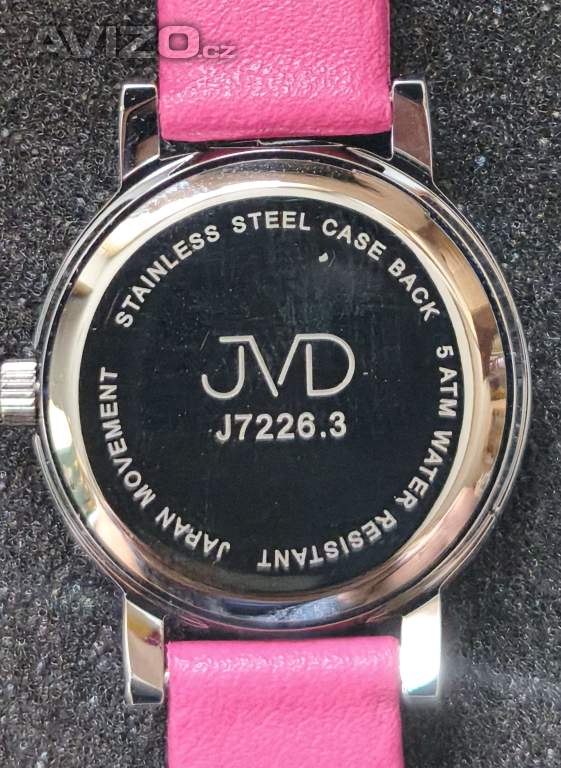 AVIZO.cz
STAINLESS STEEL CASE BACK
JVD
J7226.3
5 ATM WATER RESISTANT
JAPAN MOVEMENT